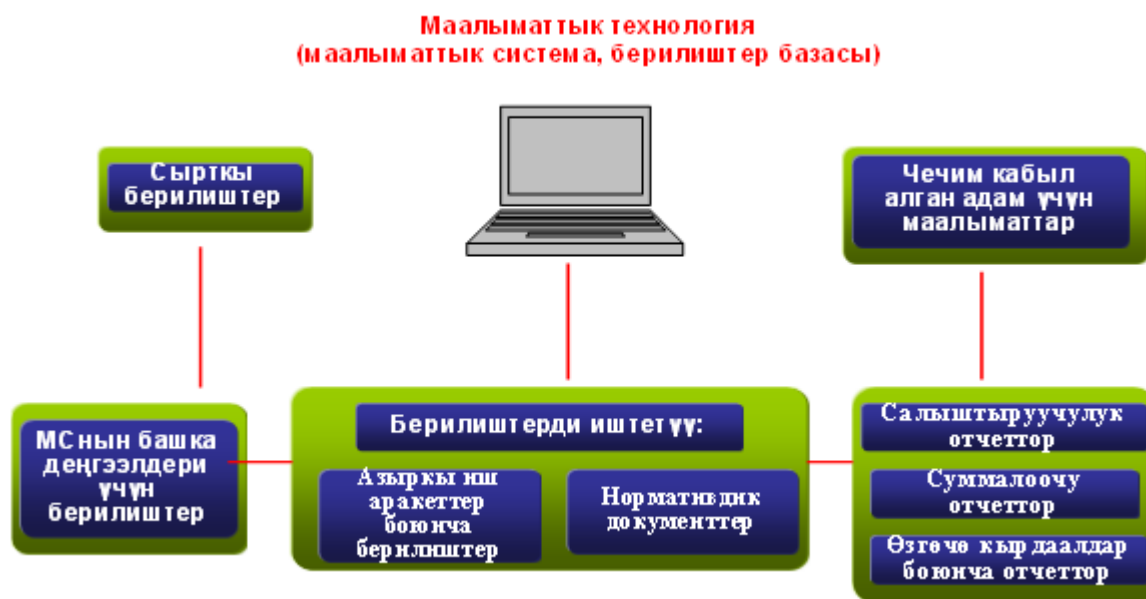 Маалыматтык технология
(маалыматтык система, берилиштер базасы)
Сырткы
берилиштер
Чечим кабыл
алган адам үчүн
маалыматтар
МСнын башка
деңгээлдери
үчүн
берилиштер
Берилиштерди иштетүү:
Азыркы иш
аракеттер
боюнча
берилиштер
Нормативдик
документтер
Салыштыруучулук
отчеттор
Суммалоочу
отчеттор
Өзгөчө кырдаалдар
боюнча отчеттор